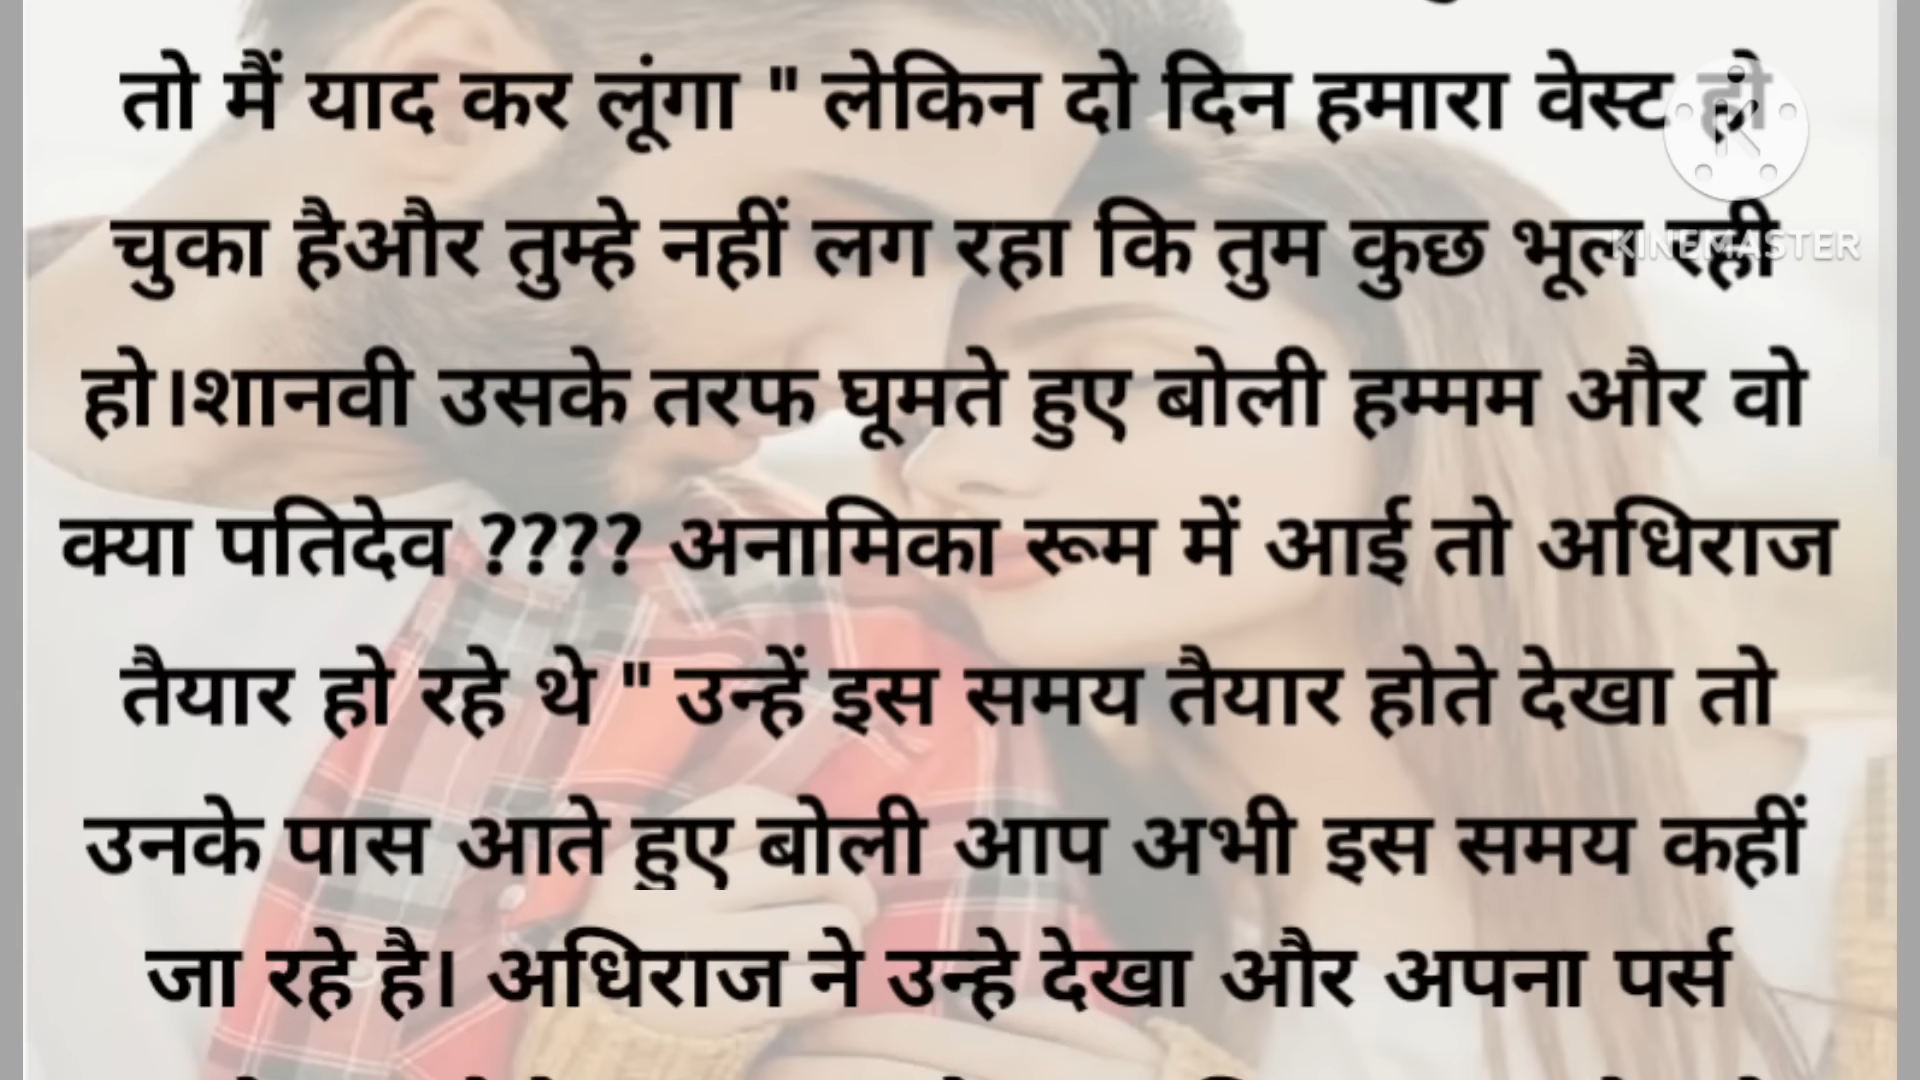 तो मैं याद कर लूंगा " लेकिन दो दिन हमारा वेस्ट हो
चुका हैऔर तुम्हे नहीं लग रहा कि तुम कुछ भूल रही
KINEMASTER
हो।शानवी उसके तरफ घूमते हुए बोली हम्मम और वो
क्या पतिदेव ???? अनामिका रूम में आई तो अधिराज
तैयार हो रहे थे " उन्हें इस समय तैयार होते देखा तो
उनके पास आते हुए बोली आप अभी इस समय कहीं
जा रहे है। अधिराज ने उन्हे देखा और अपना पर्स